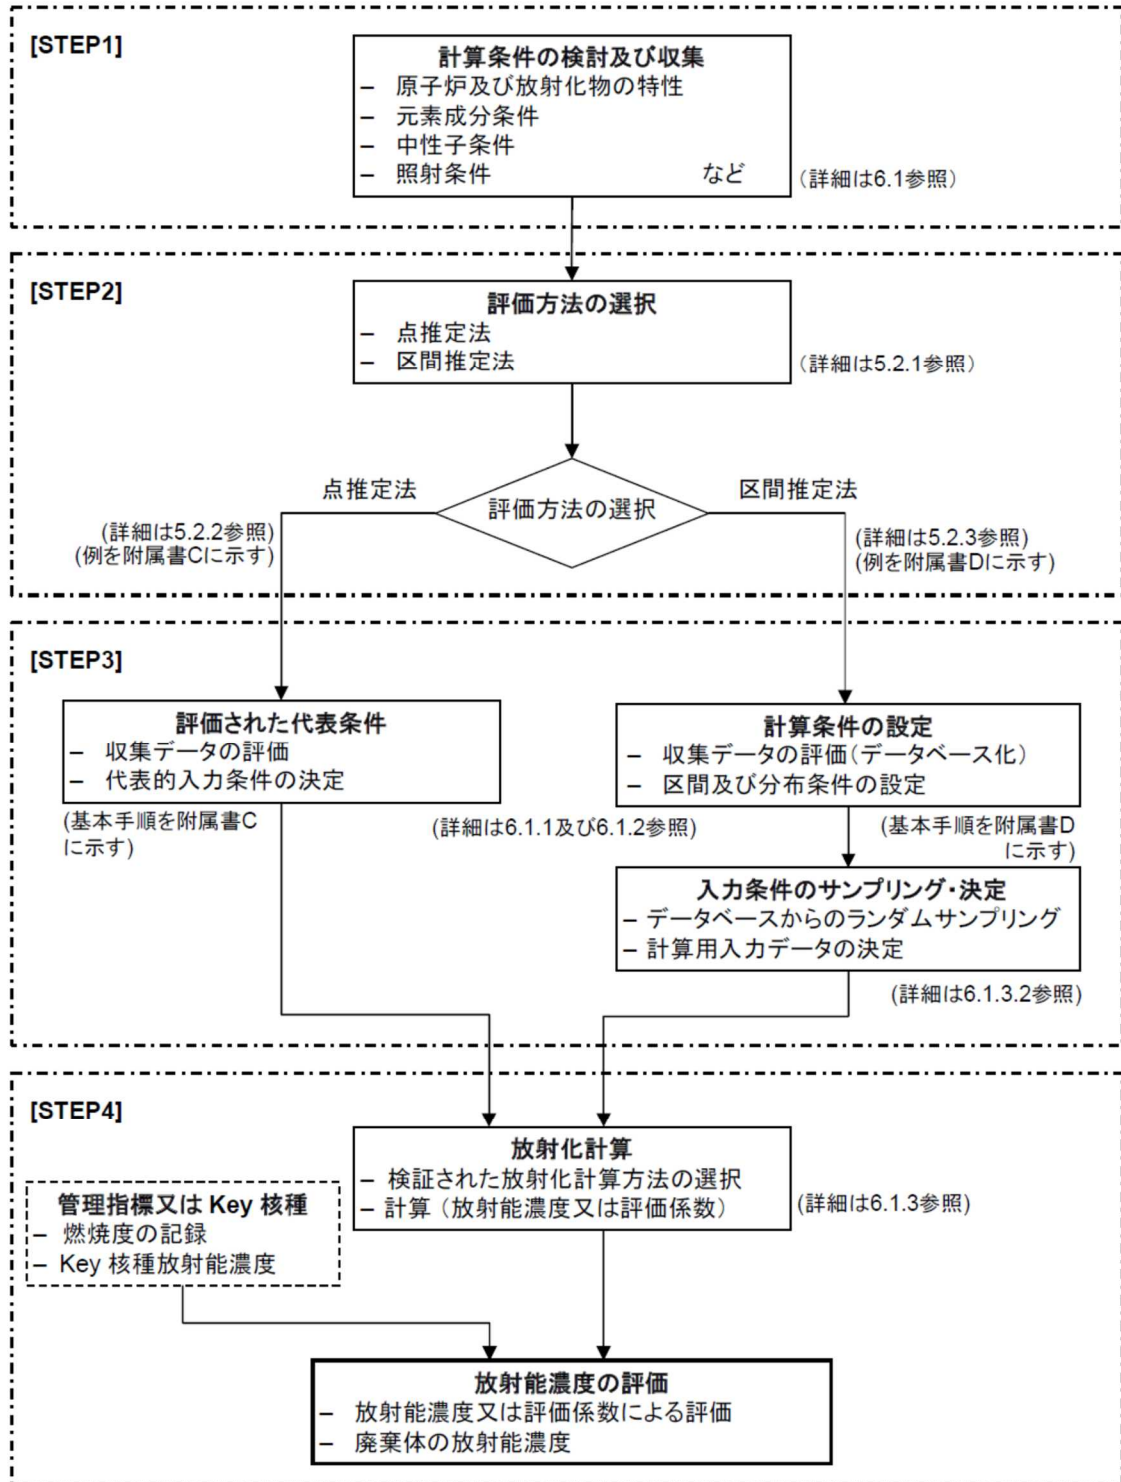 [STEP1]
計算条件の検討及び収集
－ 原子炉及び放射化物の特性
－ 元素成分条件
－ 中性子条件
－ 照射条件 など
（詳細は6.1参照）
[STEP2]
評価方法の選択
－ 点推定法
－ 区間推定法
（詳細は5.2.1参照）
評価方法の選択
点推定法
(詳細は5.2.2参照)
(例を附属書Cに示す)
区間推定法
(詳細は5.2.3参照)
(例を附属書Dに示す)
[STEP3]
評価された代表条件
－ 収集データの評価
－ 代表的入力条件の決定
(基本手順を附属書C
に示す)
(詳細は6.1.1及び6.1.2参照)
計算条件の設定
－ 収集データの評価（データベース化）
－ 区間及び分布条件の設定
(基本手順を附属書D
に示す)
入力条件のサンプリング・決定
－ データベースからのランダムサンプリング
－ 計算用入力データの決定
(詳細は6.1.3.2参照)
[STEP4]
放射化計算
－ 検証された放射化計算方法の選択
－ 計算（放射能濃度又は評価係数）
(詳細は6.1.3参照)
管理指標又は Key 核種
－ 燃焼度の記録
－ Key 核種放射能濃度
放射能濃度の評価
－ 放射能濃度又は評価係数による評価
－ 廃棄体の放射能濃度